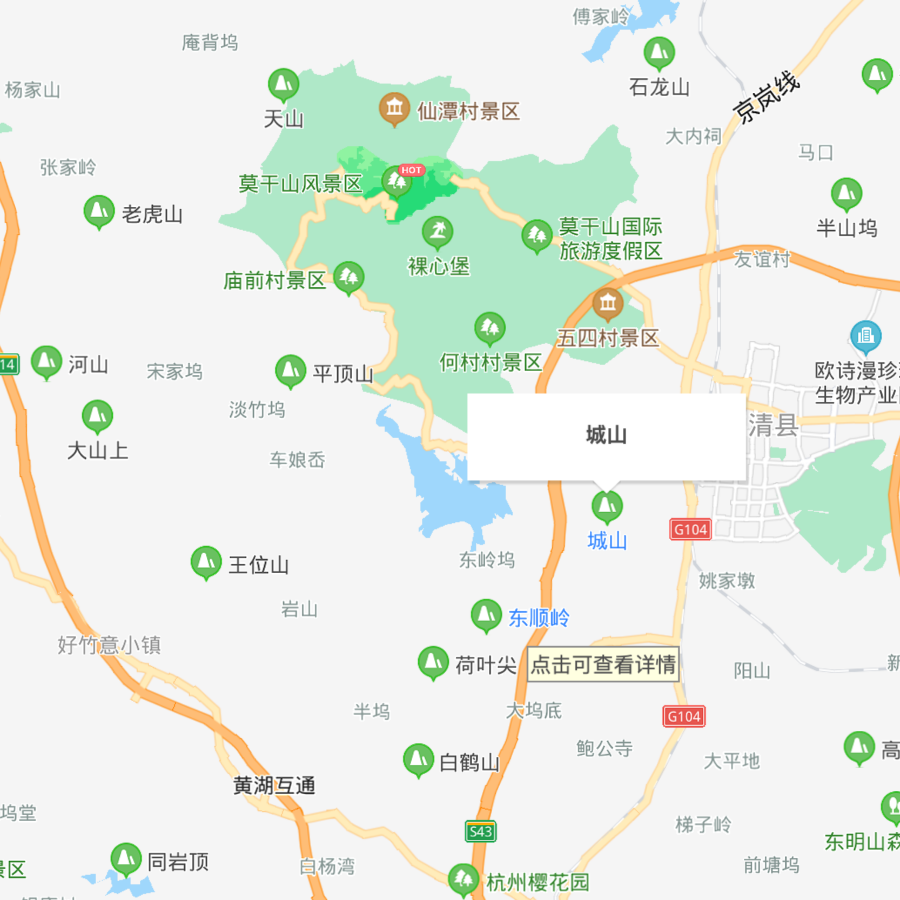 傅家岭
庵背坞
石龙山
杨家山
天山
仙潭村景区
京岚线
大内祠
马口
张家岭
HOT
莫干山风景区
老虎山
半山坞
莫干山国际
旅游度假区
友谊村
裸心堡
庙前村景区
五四村景区
何村村景区
14
河山
宋家坞
平顶山
欧诗漫珍
生物产业
淡竹坞
大山上
城山
清县
车娘岙
G104
城山
东岭坞
王位山
姚家墩
岩山
东顺岭
好竹意小镇
荷叶尖
点击可查看详情
阳山
新
半坞
大坞底
G104
鲍公寺
大平地
高
白鹤山
黄湖互通
坞堂
S43
梯子岭
东明山森
同岩顶
白杨湾
前塘坞
景区
杭州樱花园